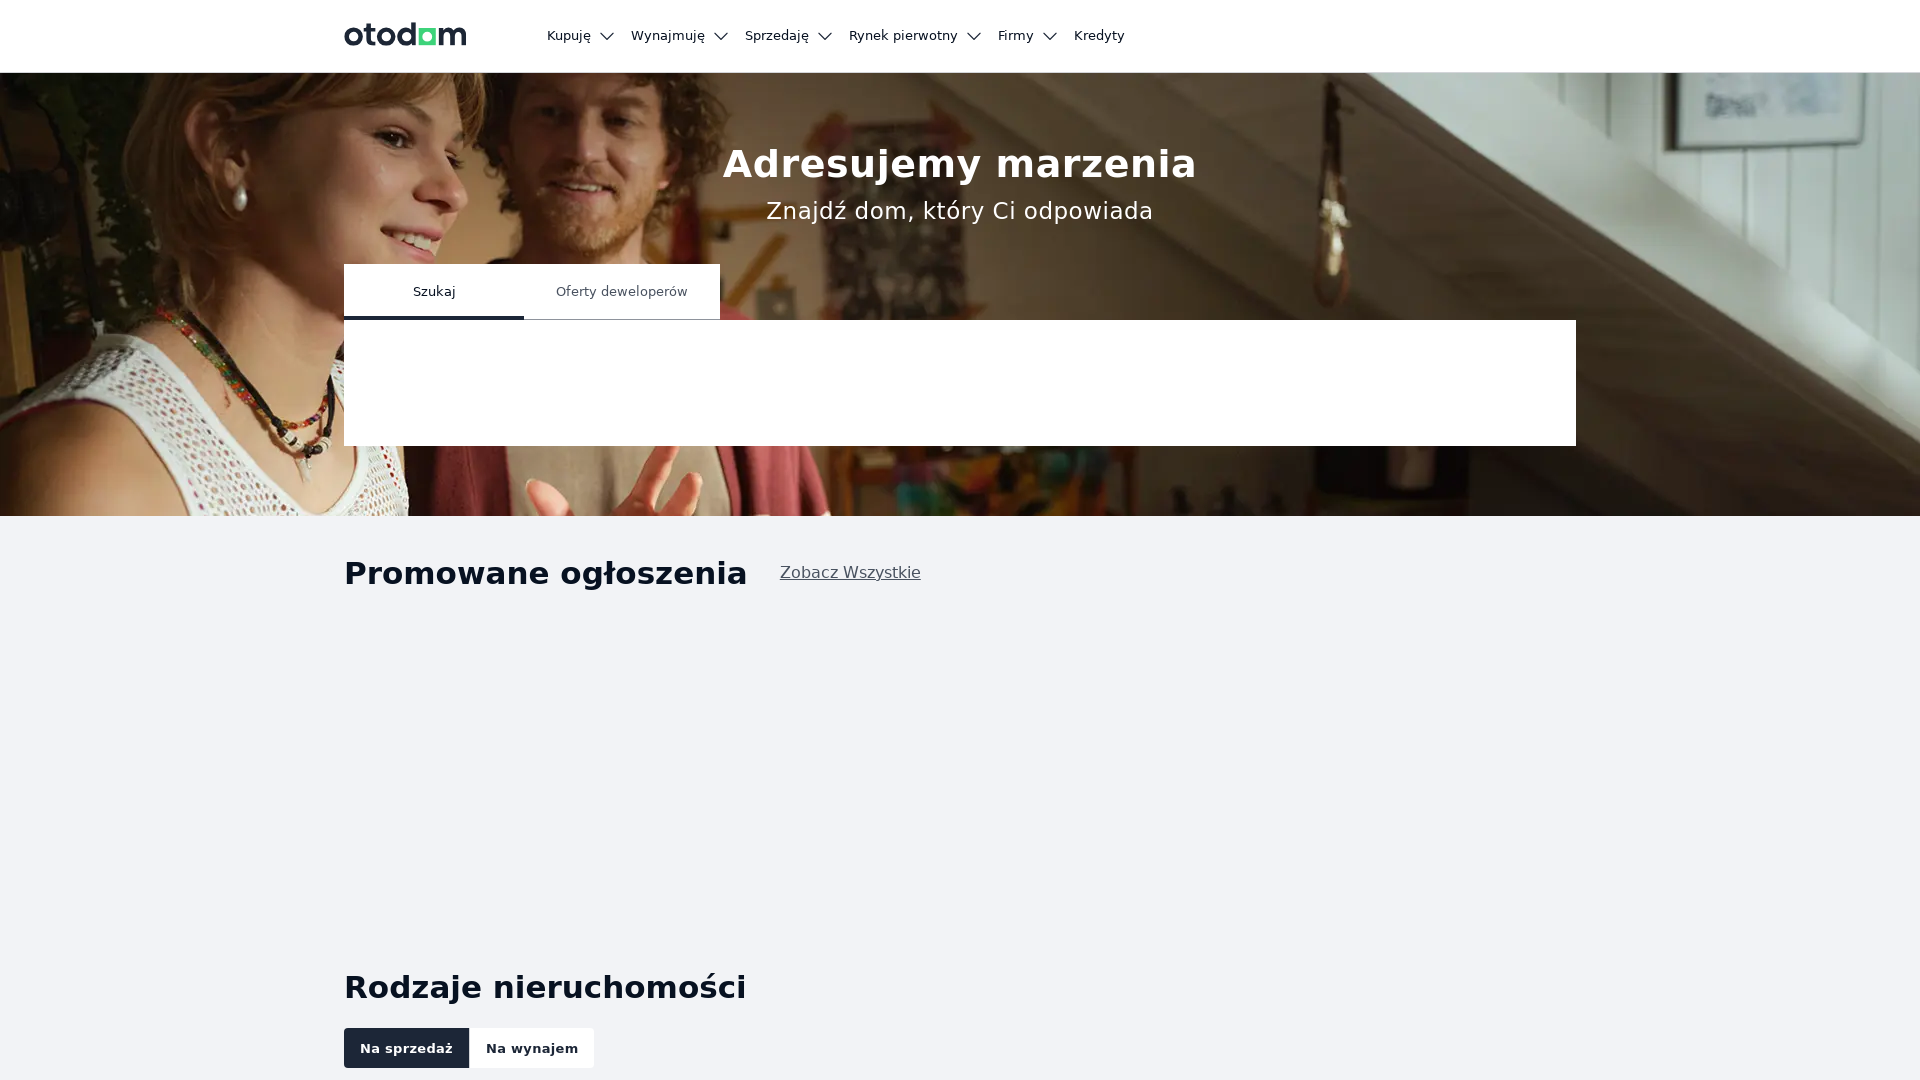 otodom
Kupuję
Wynajmuję
Sprzedaję
Rynek pierwotny
Firmy
Kredyty
Adresujemy marzenia
Znajdź dom, który Ci odpowiada
Szukaj
Oferty deweloperów
Promowane ogłoszenia
Zobacz Wszystkie
Rodzaje nieruchomości
Na sprzedaż
Na wynajem